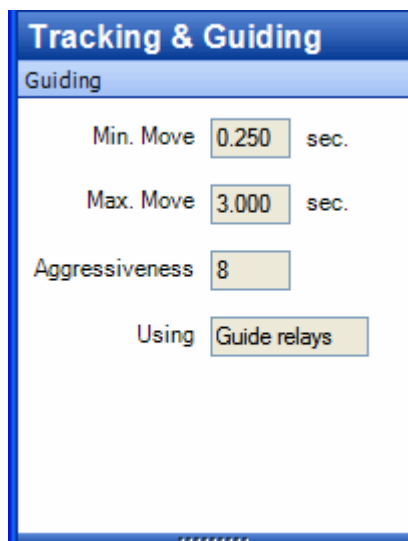 Tracking & Guiding
Guiding
Min. Move 0.250 sec.
Max. Move 3.000 sec.
Aggressiveness 8
Using Guide relays